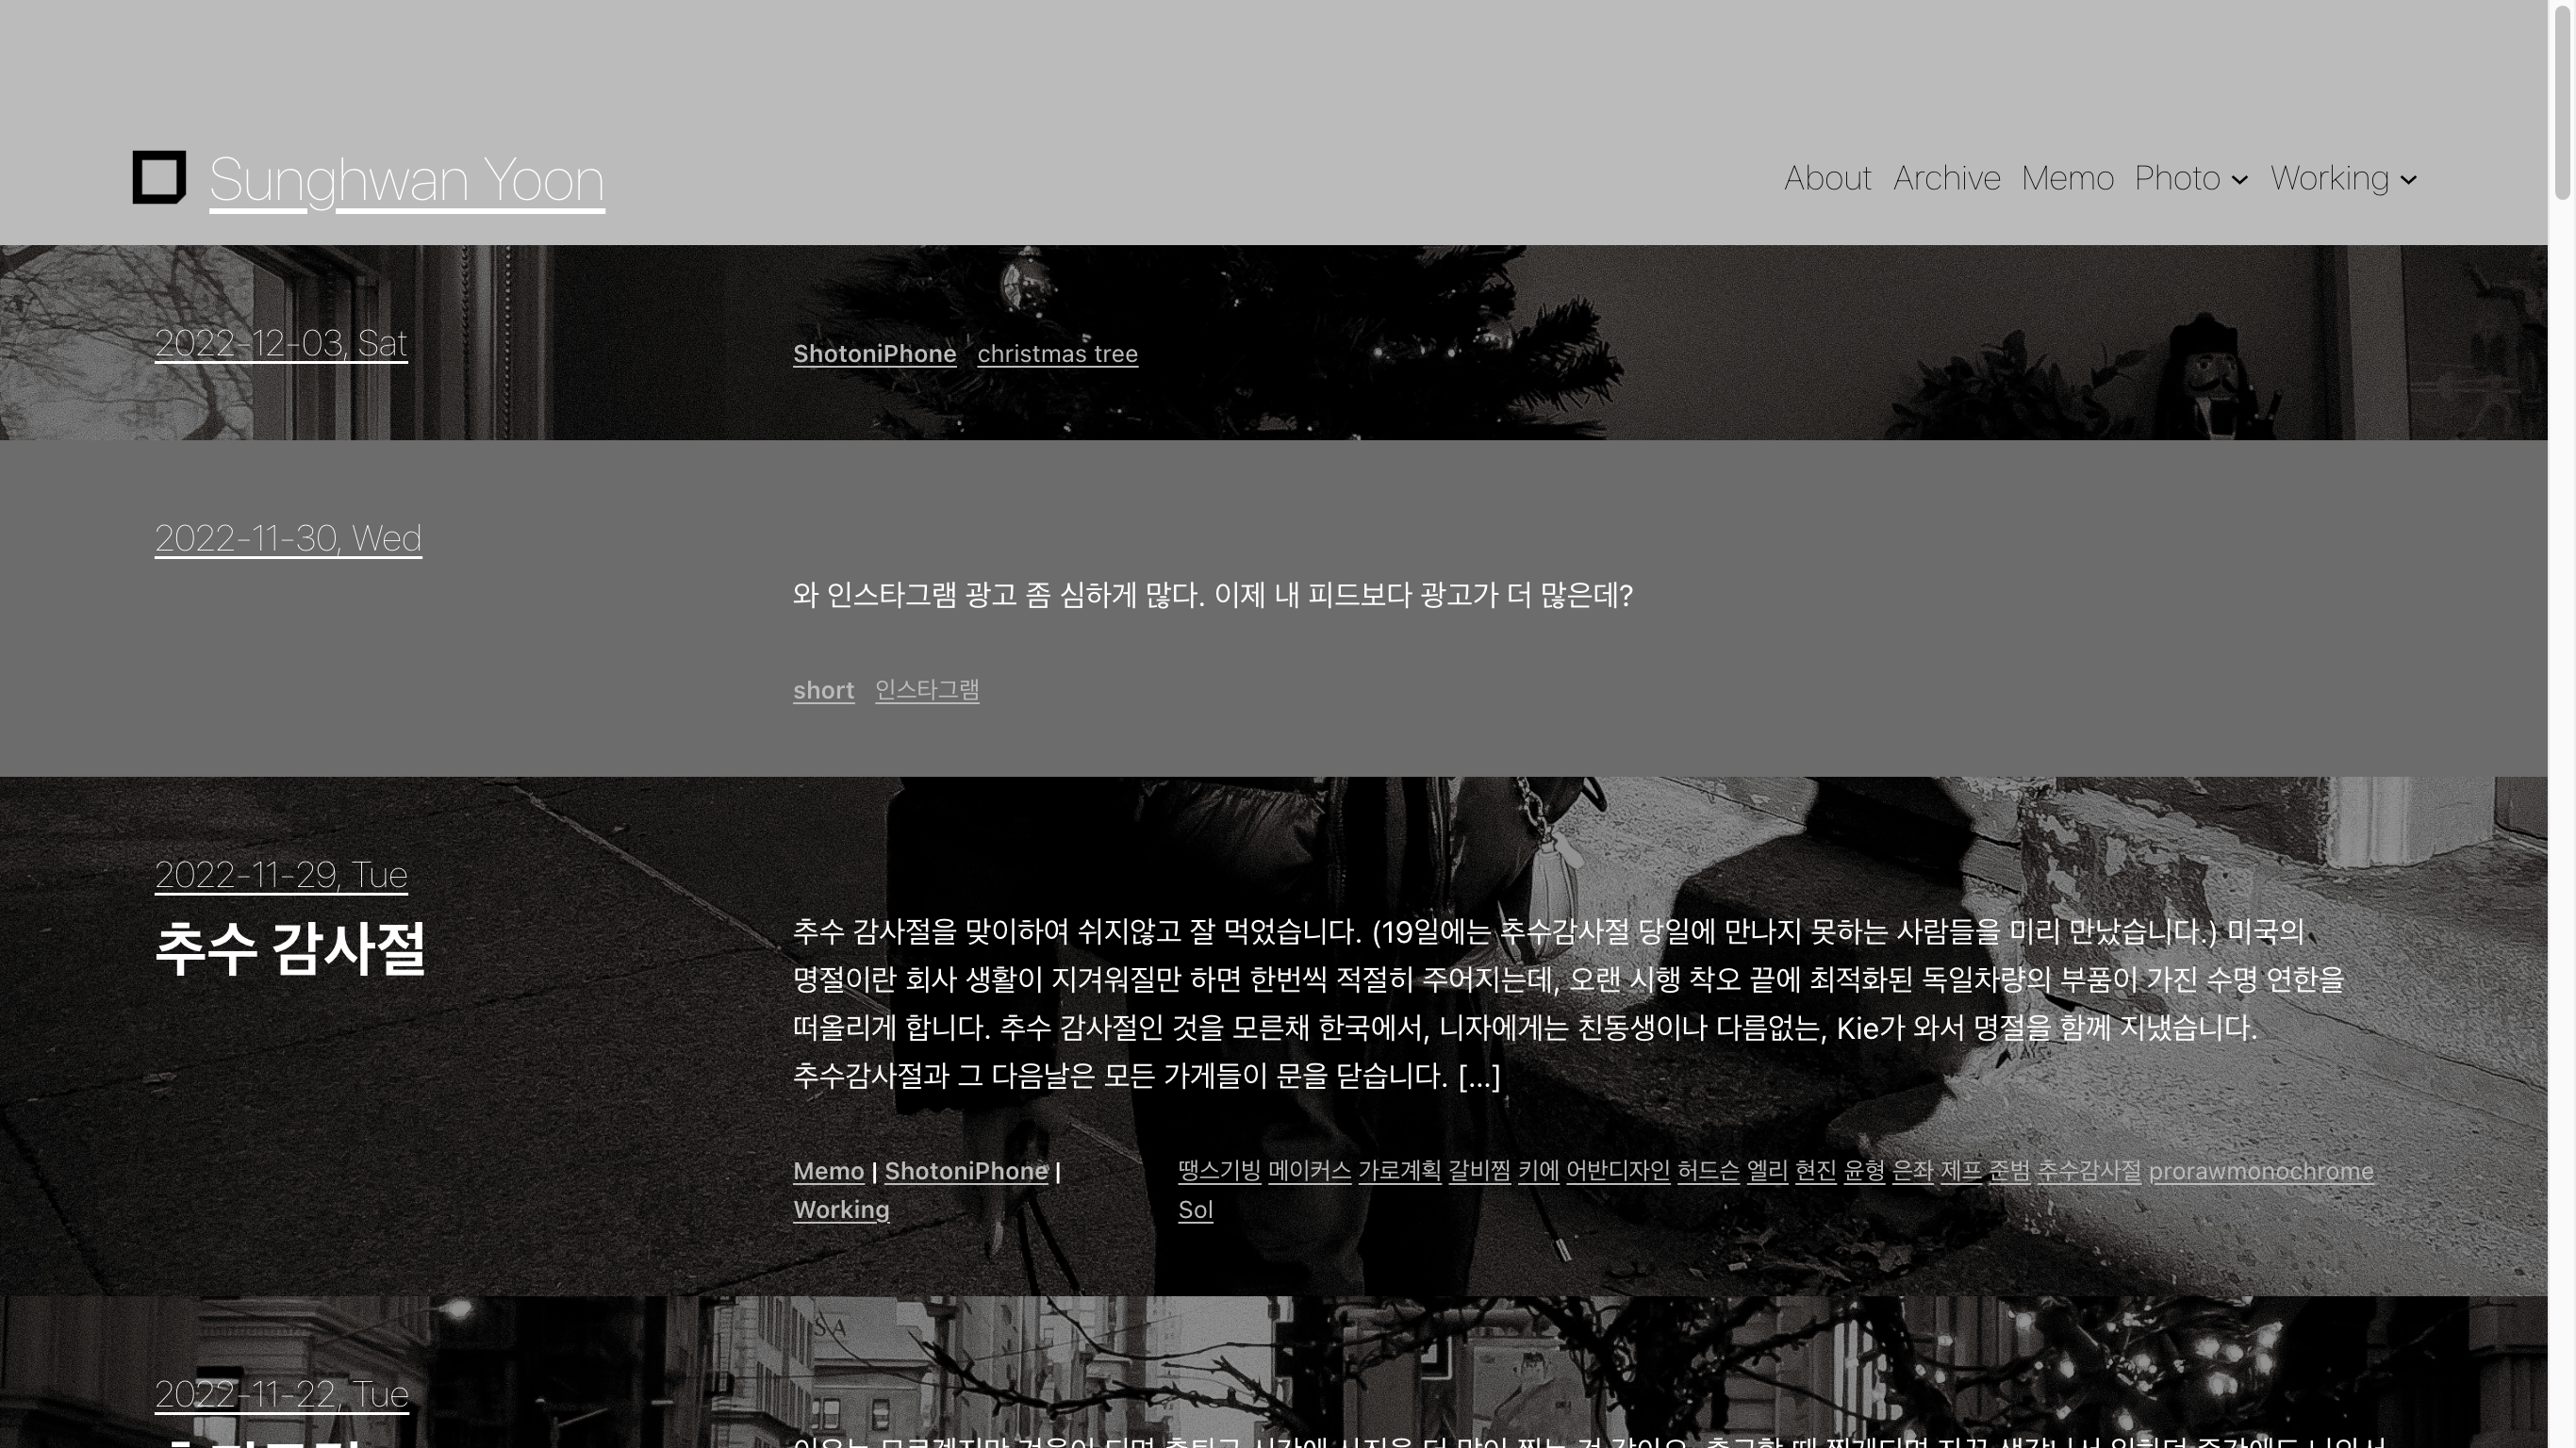 Sunghwan Yoon
About Archive Memo Photo Working
2022-12-03, Sat
ShotoniPhone christmas tree
2022-11-30, Wed
와 인스타그램 광고 좀 심하게 많다. 이제 내 피드보다 광고가 더 많은데?
short 인스타그램
2022-11-29, Tue
추수 감사절
추수 감사절을 맞이하여 쉬지않고 잘 먹었습니다. (19일에는 추수감사절 당일에 만나지 못하는 사람들을 미리 만났습니다.) 미국의
명절이란 회사 생활이 지겨워질만 하면 한번씩 적절히 주어지는데, 오랜 시행 착오 끝에 최적화된 독일차량의 부품이 가진 수명 연한을
떠올리게 합니다. 추수 감사절인 것을 모른채 한국에서, 니자에게는 친동생이나 다름없는, Kie가 와서 명절을 함께 지냈습니다.
추수감사절과 그 다음날은 모든 가게들이 문을 닫습니다. […]
Memo | ShotoniPhone |
Working
땡스기빙 메이커스 가로계획 갈비찜 키에 어반디자인 허드슨 엘리 현진 윤형 은좌 제프 준범 추수감사절 prorawmonochrome
Sol
2022-11-22, Tue